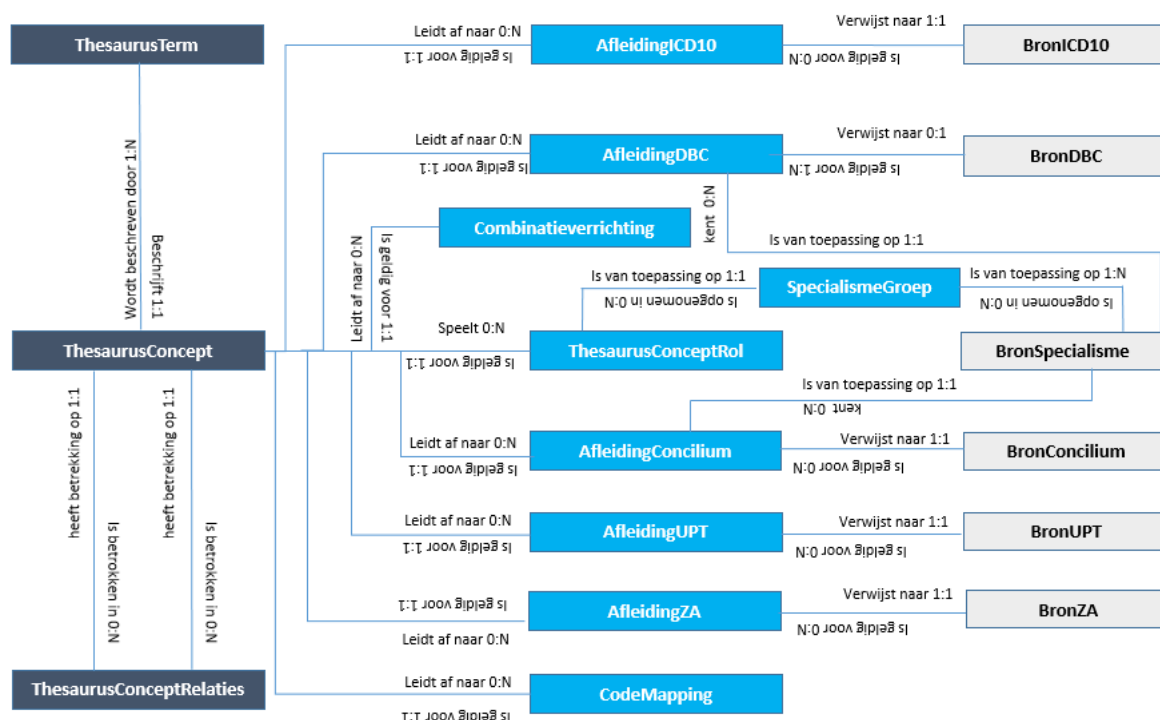 ThesaurusTerm
Leidt af naar 0:N
Is geldig voor 1:1
AfleidingICD10
Verwijst naar 1:1
Is geldig voor 0:N
BronICD10
Wordt beschreven door 1:N
Beschrijft 1:1
Leidt af naar 0:N
Is geldig voor 1:1
AfleidingDBC
Verwijst naar 0:1
Is geldig voor 1:N
BronDBC
kent 0:N
Is van toepassing op 1:1
Leidt af naar 0:N
Is geldig voor 1:1
Combinatieverrichting
Is van toepassing op 1:1
Is opgenomen in 0:N
SpecialismeGroep
Is van toepassing op 1:N
Is opgenomen in 0:N
ThesaurusConcept
Speelt 0:N
Is geldig voor 1:1
ThesaurusConceptRol
BronSpecialisme
Is van toepassing op 1:1
kent 0:N
heeft betrekking op 1:1
Is betrokken in 0:N
heeft betrekking op 1:1
Is betrokken in 0:N
Leidt af naar 0:N
Is geldig voor 1:1
AfleidingConcilium
Verwijst naar 1:1
Is geldig voor 0:N
BronConcilium
Leidt af naar 0:N
Is geldig voor 1:1
AfleidingUPT
Verwijst naar 1:1
Is geldig voor 0:N
BronUPT
Is geldig voor 1:1
Leidt af naar 0:N
AfleidingZA
Verwijst naar 1:1
Is geldig voor 0:N
BronZA
ThesaurusConceptRelaties
Leidt af naar 0:N
Is geldig voor 1:1
CodeMapping